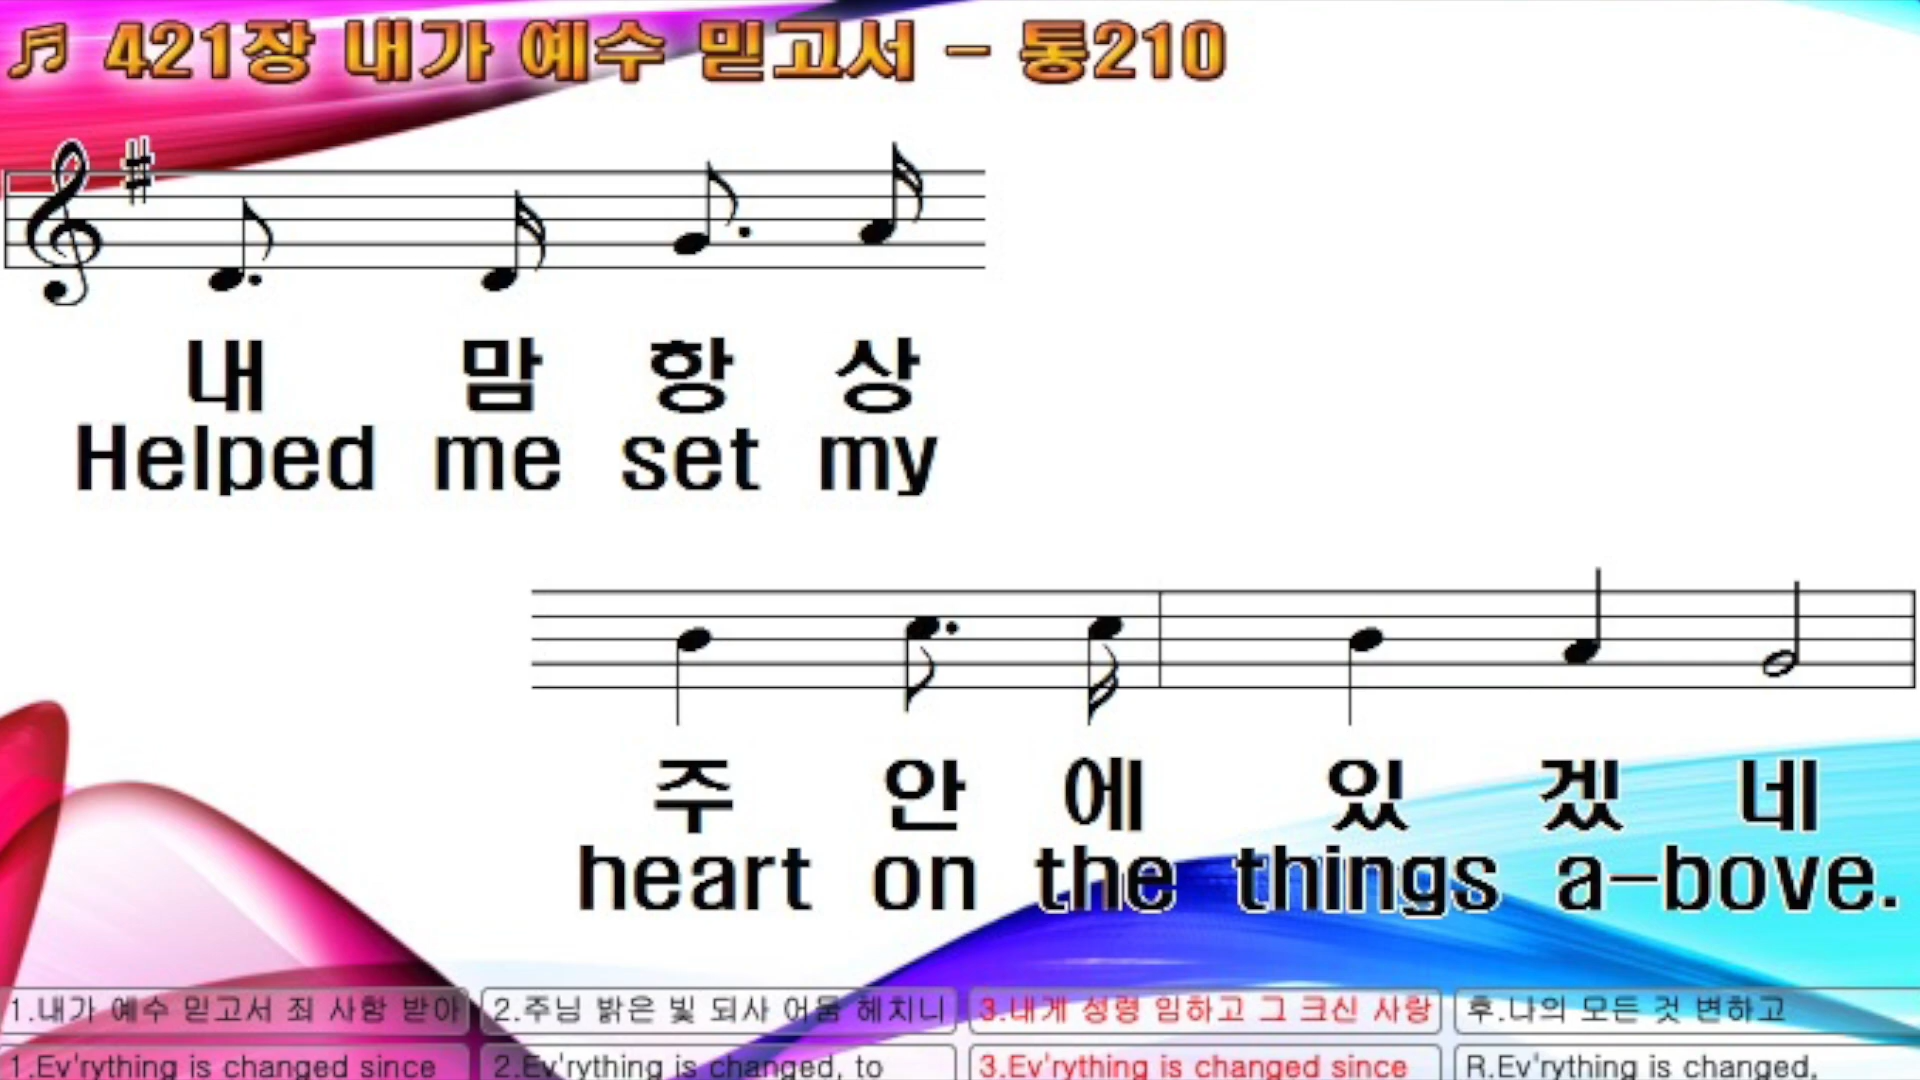 ♬ 421장 내가 예수 믿고서 - 통210
내 맘 항 상
Helped me set my
주 안 에 있 겠 네
heart on the things a-bove.
1.내가 예수 믿고서 죄 사함 받아
2.주님 밝은 빛 되사 어둠 헤치니
3.내게 성령 임하고 그 크신 사랑
후.나의 모든 것 변하고
1.Ev'rything is changed since
2.Ev'rything is changed, to
3.Ev'rything is changed since
R.Ev'rything is changed,